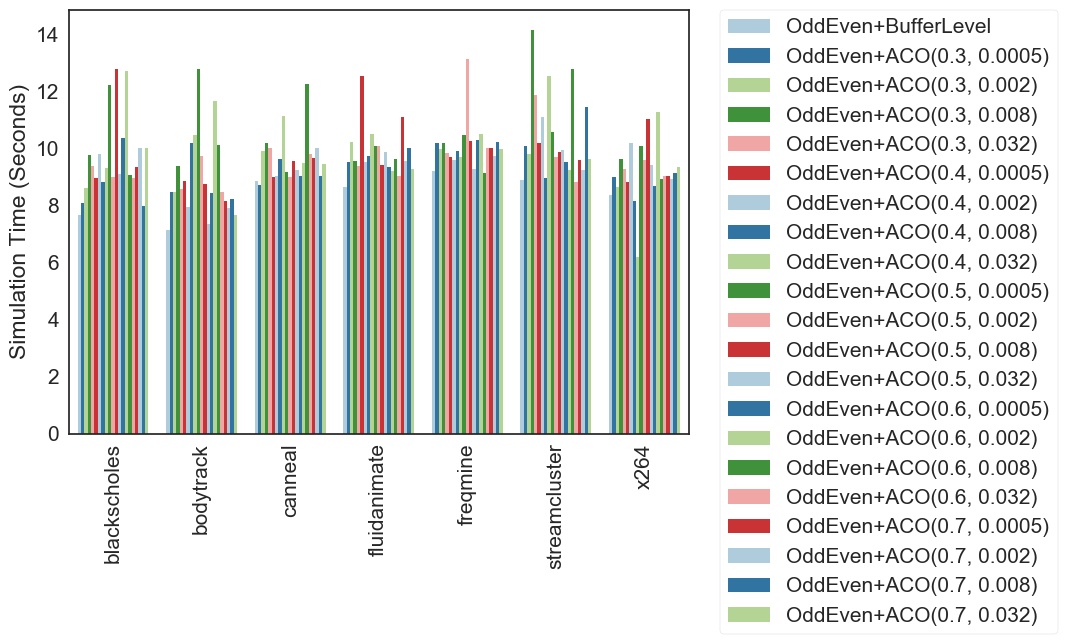 Simulation Time (Seconds)
14
12
10
8
6
4
2
0
blackscholes
bodytrack
canneal
fluidanimate
freqmine
streamcluster
x264
OddEven+BufferLevel
OddEven+ACO(0.3, 0.0005)
OddEven+ACO(0.3, 0.002)
OddEven+ACO(0.3, 0.008)
OddEven+ACO(0.3, 0.032)
OddEven+ACO(0.4, 0.0005)
OddEven+ACO(0.4, 0.002)
OddEven+ACO(0.4, 0.008)
OddEven+ACO(0.4, 0.032)
OddEven+ACO(0.5, 0.0005)
OddEven+ACO(0.5, 0.002)
OddEven+ACO(0.5, 0.008)
OddEven+ACO(0.5, 0.032)
OddEven+ACO(0.6, 0.0005)
OddEven+ACO(0.6, 0.002)
OddEven+ACO(0.6, 0.008)
OddEven+ACO(0.6, 0.032)
OddEven+ACO(0.7, 0.0005)
OddEven+ACO(0.7, 0.002)
OddEven+ACO(0.7, 0.008)
OddEven+ACO(0.7, 0.032)